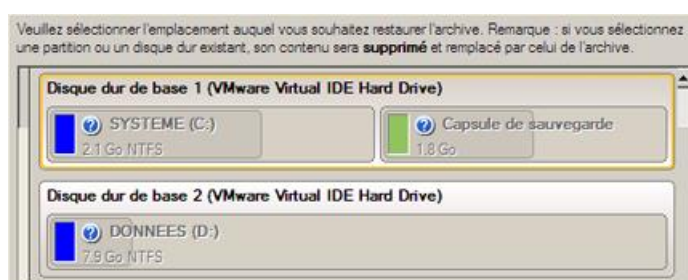 Veuillez sélectionner l'emplacement auquel vous souhaitez restaurer l'archive. Remarque : si vous sélectionnez
une partition ou un disque dur existant, son contenu sera supprimé et remplacé par celui de l'archive.
Disque dur de base 1 (VMware Virtual IDE Hard Drive)
SYSTEME (C:)
2.1 Go NTFS
Capsule de sauvegarde
1.8 Go
Disque dur de base 2 (VMware Virtual IDE Hard Drive)
DONNEES (D:)
7.9 Go NTFS